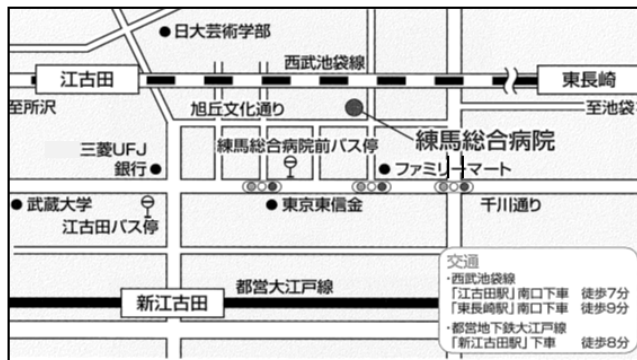 日大芸術学部
西武池袋線
江古田
東長崎
至所沢
至池袋
旭丘文化通り
練馬総合病院
練馬総合病院前バス停
三菱UFJ
銀行
ファミリーマート
武蔵大学
江古田バス停
東京東信金
千川通り
都営大江戸線
新江古田
交通
・西武池袋線
「江古田駅」南口下車 徒歩7分
「東長崎駅」南口下車 徒歩9分
・都営地下鉄大江戸線
「新江古田駅」下車 徒歩8分